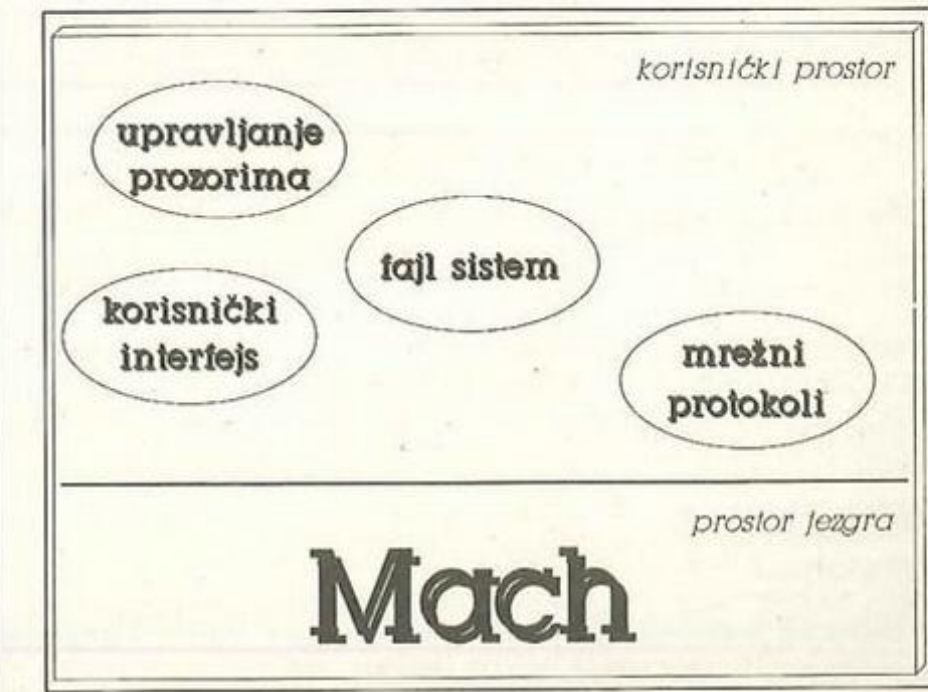 korisnički prostor
upravljanje
prozorima
fajl sistem
korisnički
interfejs
mrežni
protokoli
prostor jezgra
Mach